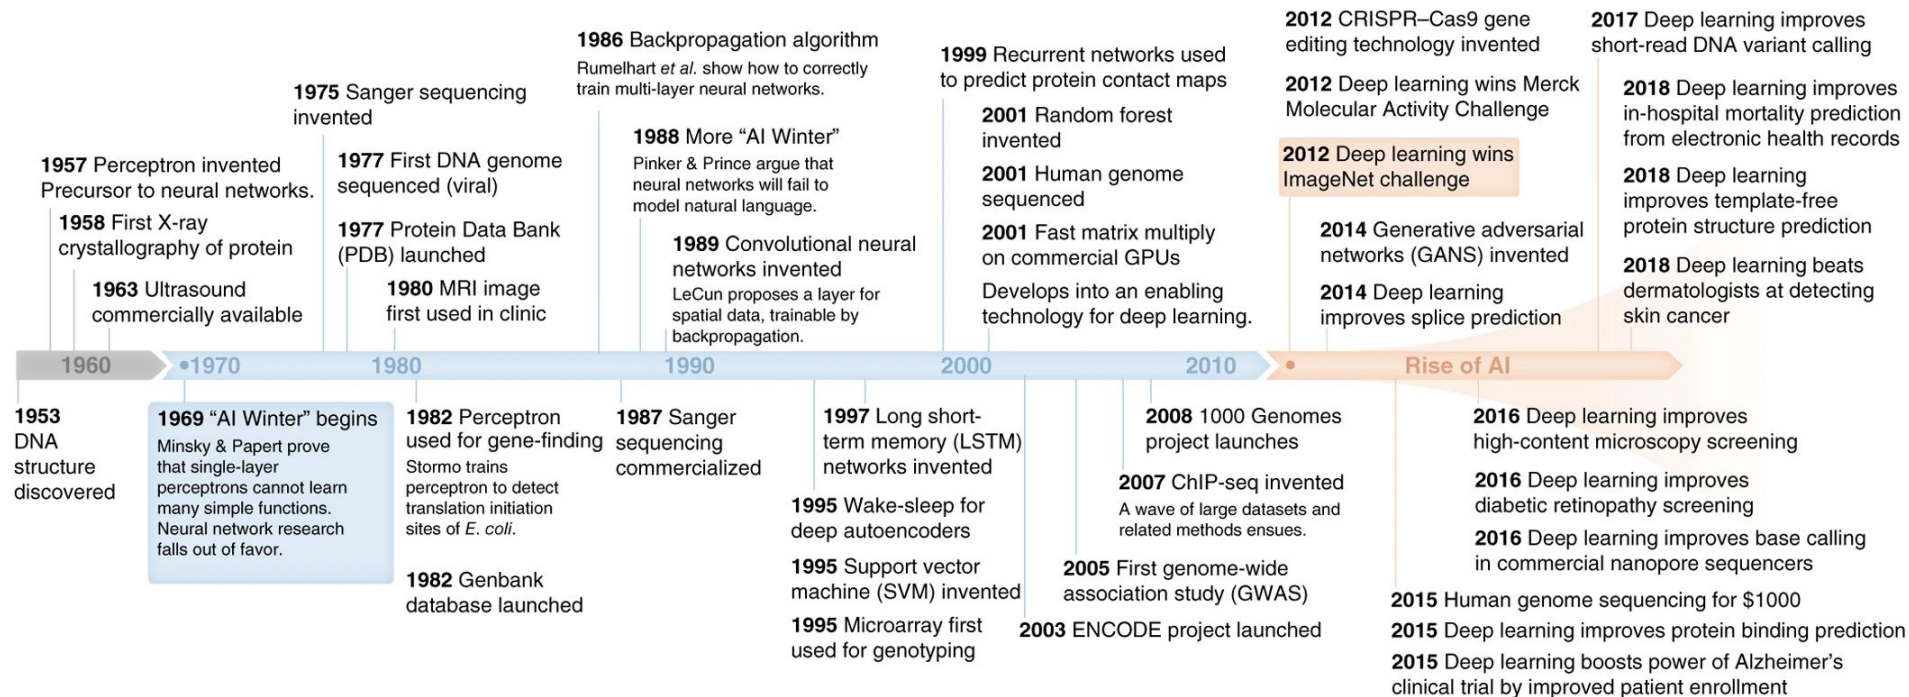 1957 Perceptron invented
Precursor to neural networks.
1958 First X-ray
crystallography of protein
1963 Ultrasound
commercially available
1975 Sanger sequencing
invented
1977 First DNA genome
sequenced (viral)
1977 Protein Data Bank
(PDB) launched
1980 MRI image
first used in clinic
1986 Backpropagation algorithm
Rumelhart et al. show how to correctly
train multi-layer neural networks.
1988 More “AI Winter”
Pinker & Prince argue that
neural networks will fail to
model natural language.
1989 Convolutional neural
networks invented
LeCun proposes a layer for
spatial data, trainable by
backpropagation.
1999 Recurrent networks used
to predict protein contact maps
2001 Random forest
invented
2001 Human genome
sequenced
2001 Fast matrix multiply
on commercial GPUs
Develops into an enabling
technology for deep learning.
2012 CRISPR–Cas9 gene
editing technology invented
2012 Deep learning wins Merck
Molecular Activity Challenge
2012 Deep learning wins
ImageNet challenge
2014 Generative adversarial
networks (GANS) invented
2014 Deep learning
improves splice prediction
2017 Deep learning improves
short-read DNA variant calling
2018 Deep learning improves
in-hospital mortality prediction
from electronic health records
2018 Deep learning
improves template-free
protein structure prediction
2018 Deep learning beats
dermatologists at detecting
skin cancer
1960 1970 1980 1990 2000 2010 Rise of AI
1953
DNA
structure
discovered
1969 “AI Winter” begins
Minsky & Papert prove
that single-layer
perceptrons cannot learn
many simple functions.
Neural network research
falls out of favor.
1982 Perceptron
used for gene-finding
Stormo trains
perceptron to detect
translation initiation
sites of E. coli.
1982 Genbank
database launched
1987 Sanger
sequencing
commercialized
1997 Long short-
term memory (LSTM)
networks invented
1995 Wake-sleep for
deep autoencoders
1995 Support vector
machine (SVM) invented
1995 Microarray first
used for genotyping
2008 1000 Genomes
project launches
2007 ChIP-seq invented
A wave of large datasets and
related methods ensues.
2005 First genome-wide
association study (GWAS)
2003 ENCODE project launched
2016 Deep learning improves
high-content microscopy screening
2016 Deep learning improves
diabetic retinopathy screening
2016 Deep learning improves base calling
in commercial nanopore sequencers
2015 Human genome sequencing for $1000
2015 Deep learning improves protein binding prediction
2015 Deep learning boosts power of Alzheimer’s
clinical trial by improved patient enrollment